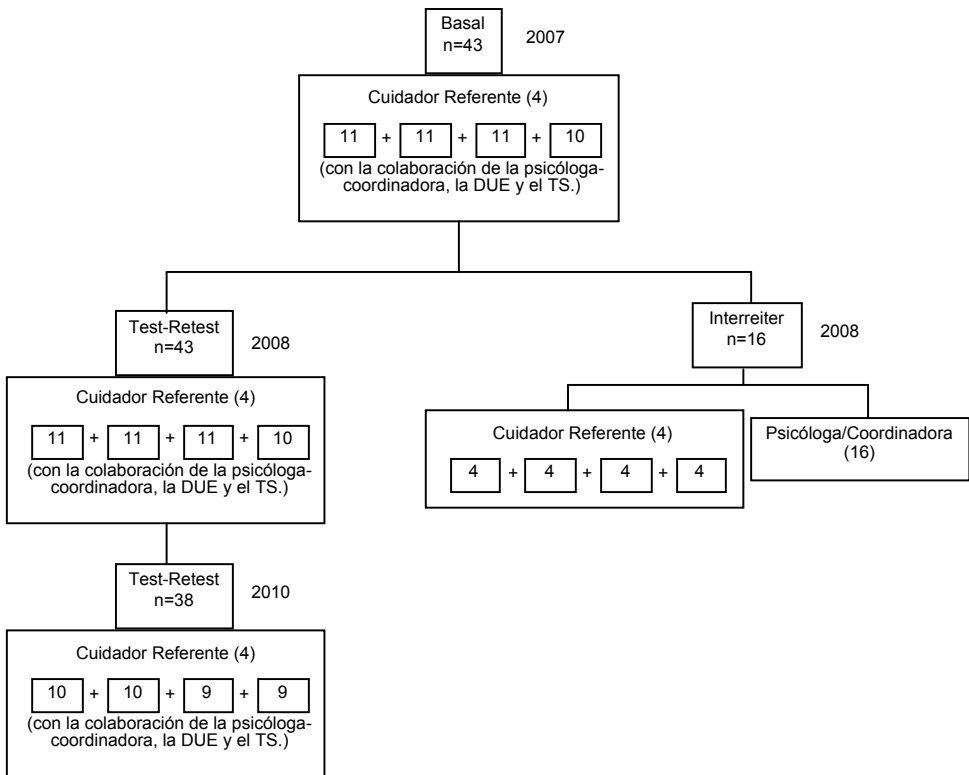 Basal
n=43
2007
Cuidador Referente (4)
11 + 11 + 11 + 10
(con la colaboración de la psicóloga-
coordinadora, la DUE y el TS.)
Test-Retest
n=43
2008
Cuidador Referente (4)
11 + 11 + 11 + 10
(con la colaboración de la psicóloga-
coordinadora, la DUE y el TS.)
Interreiter
n=16
2008
Cuidador Referente (4)
4 + 4 + 4 + 4
Psicóloga/Coordinadora
(16)
Test-Retest
n=38
2010
Cuidador Referente (4)
10 + 10 + 9 + 9
(con la colaboración de la psicóloga-
coordinadora, la DUE y el TS.)